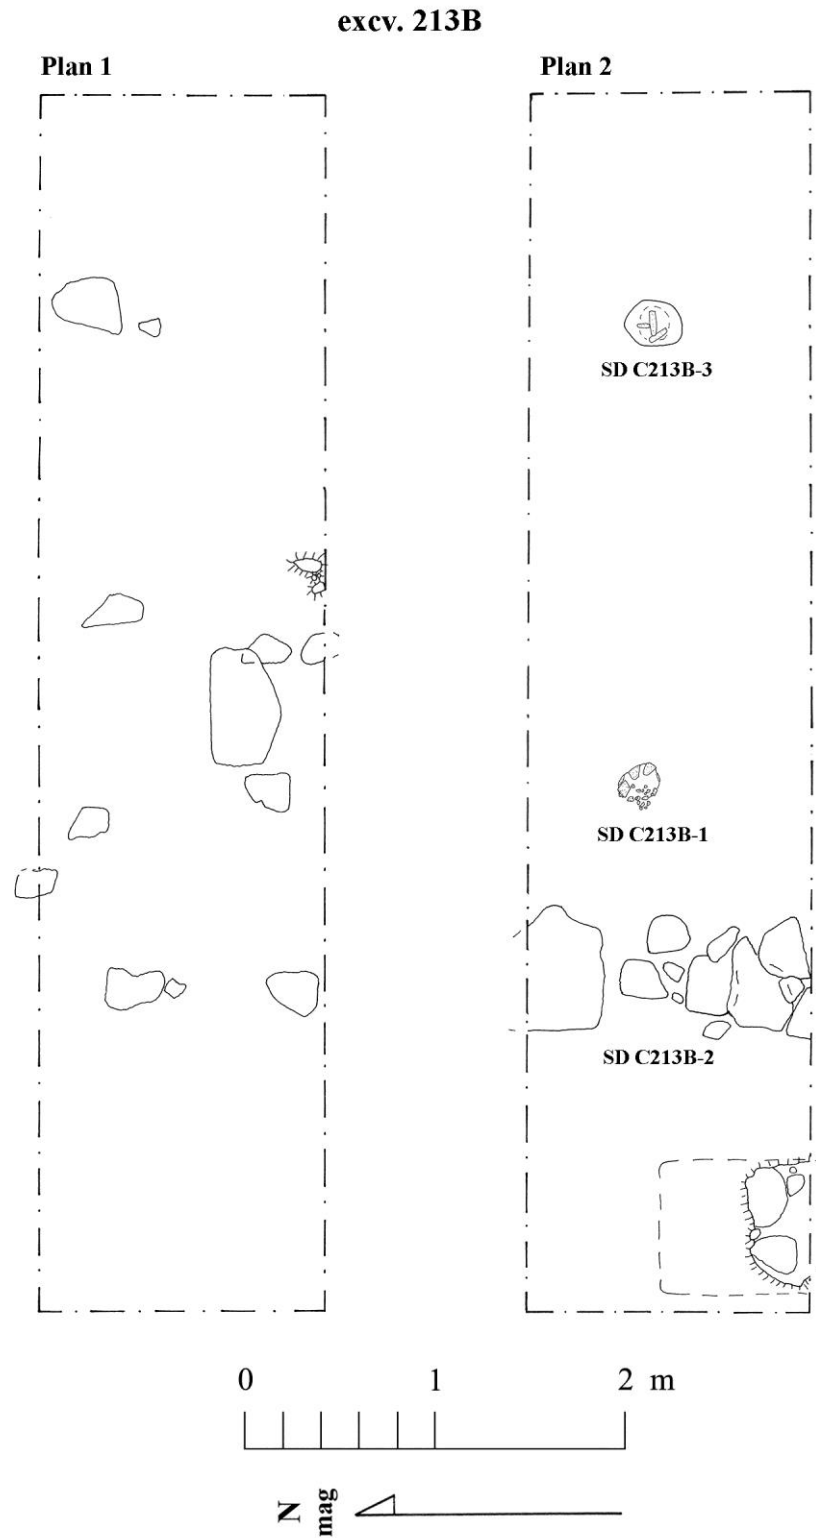 excv. 213B
Plan 1
Plan 2
SD C213B-3
SD C213B-1
SD C213B-2
0 1 2 m
N
mag